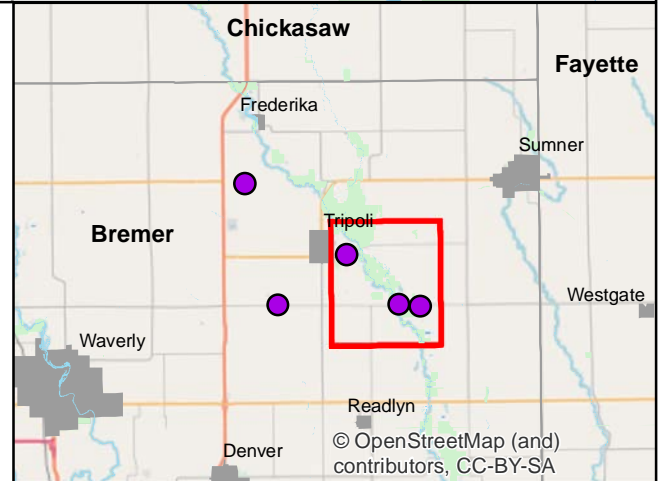 Chickasaw
Fayette
Frederika
Sumner
Tripoli
Bremer
Westgate
Waverly
Readlyn
© OpenStreetMap (and)
contributors, CC-BY-SA
Denver